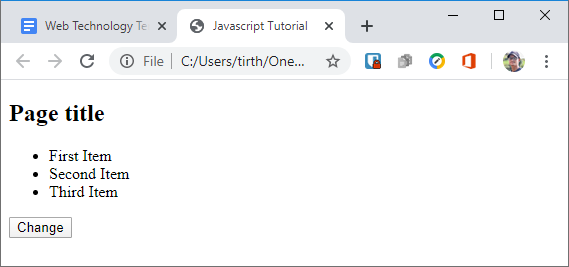 Web Technology Te
Javascript Tutorial
File
C:/Users/tirth/One...
Page title
First Item
Second Item
Third Item
Change